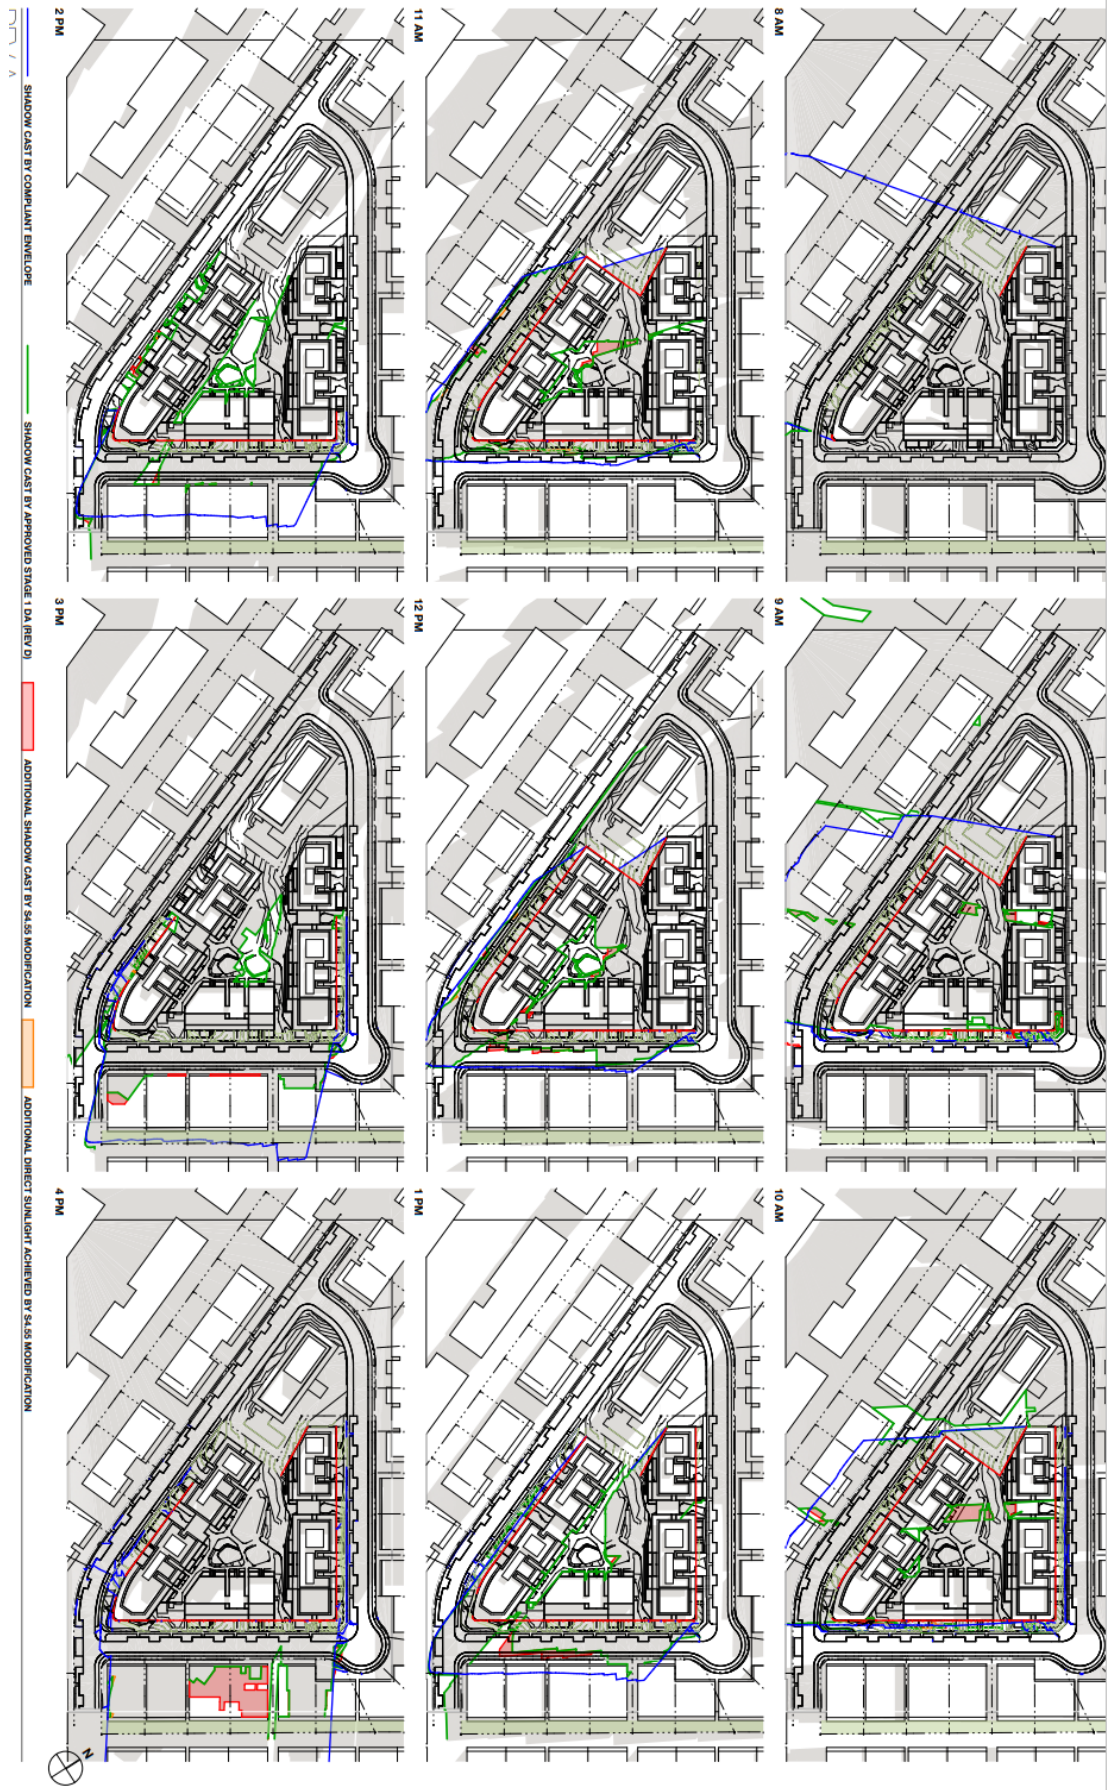 8 AM
9 AM
10 AM
11 AM
12 PM
1 PM
2 PM
3 PM
4 PM
SHADOW CAST BY COMPLIANT ENVELOPE
SHADOW CAST BY APPROVED STAGE 1 DA (REV D)
ADDITIONAL SHADOW CAST BY S4.55 MODIFICATION
ADDITIONAL DIRECT SUNLIGHT ACHIEVED BY S4.55 MODIFICATION
N